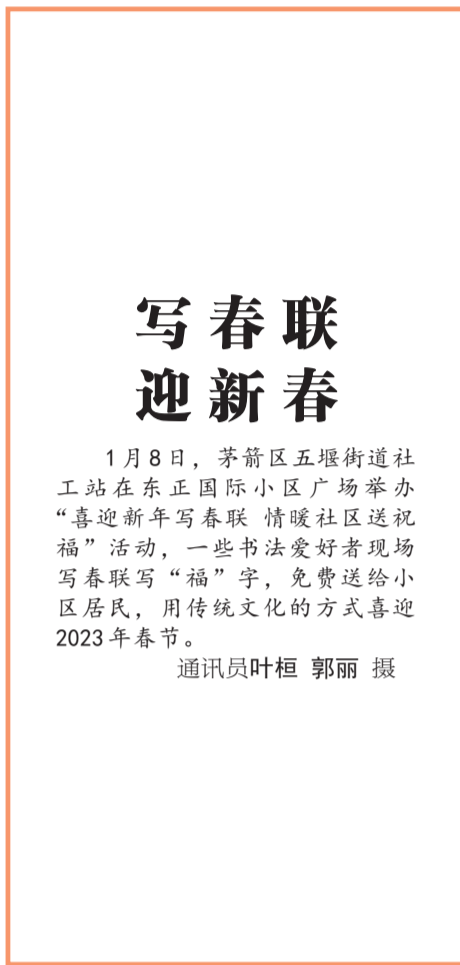 写春联
迎新春
1月8日，茅箭区五堰街道社
工站在东正国际小区广场举办
“喜迎新年写春联 情暖社区送祝
福”活动，一些书法爱好者现场
写春联写“福”字，免费送给小
区居民，用传统文化的方式喜迎
2023年春节。
通讯员叶桓 郭丽 摄